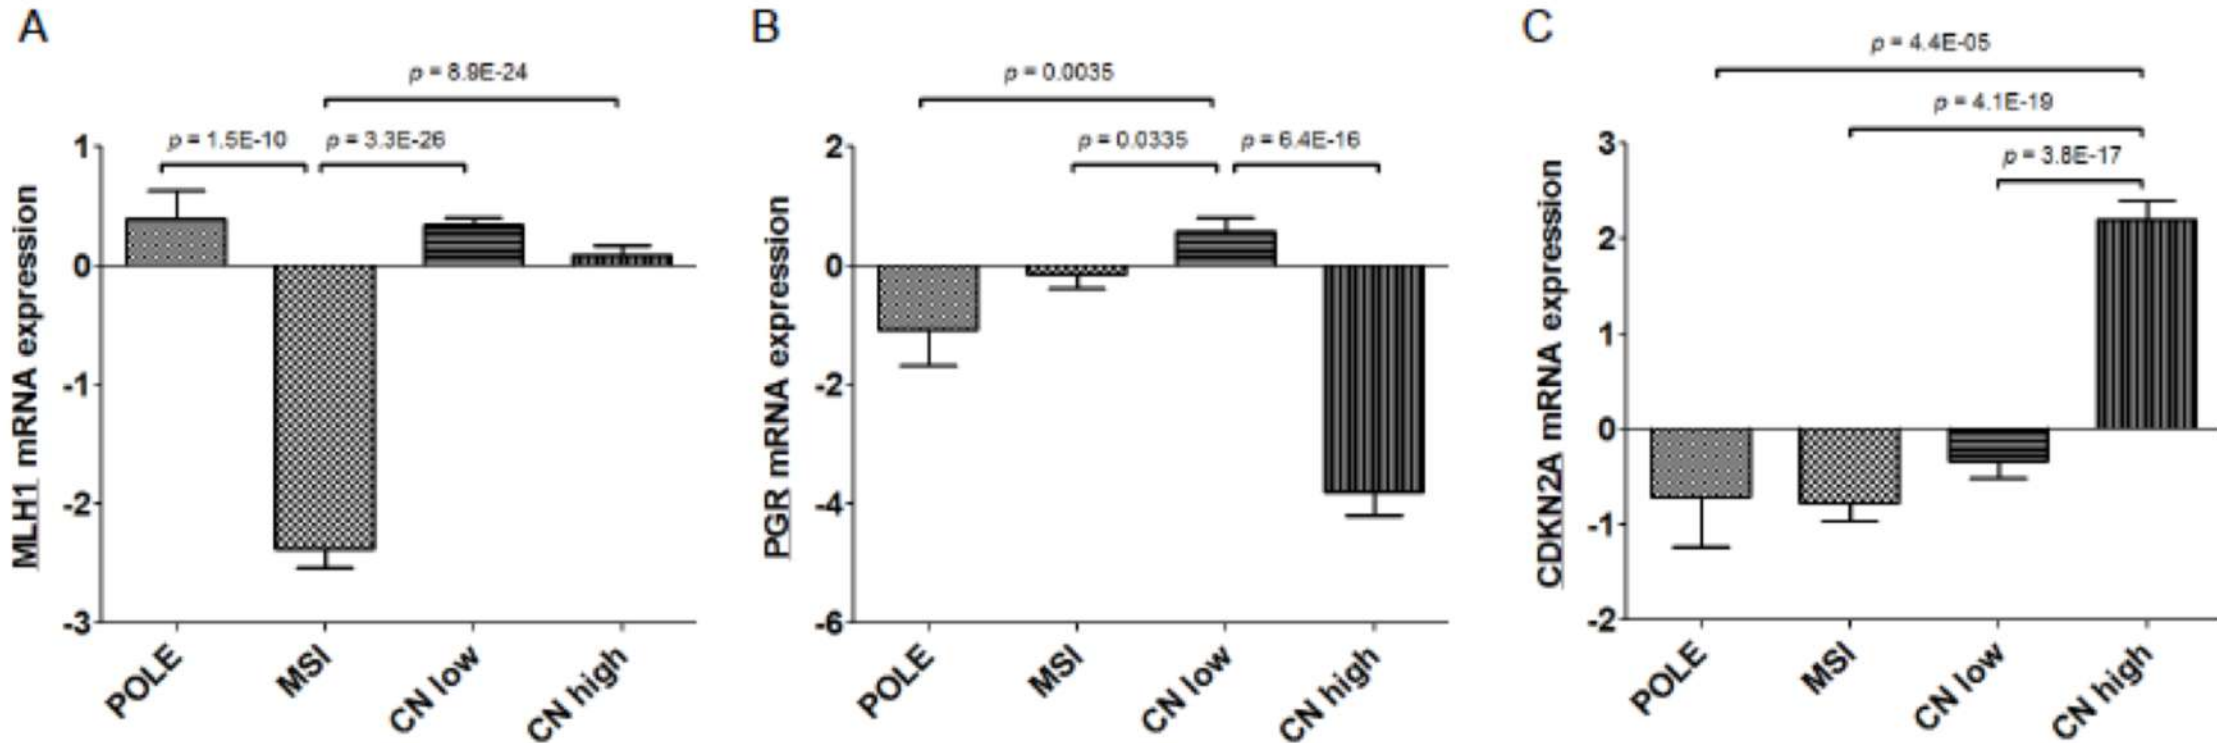 A
p = 8.9E-24
p = 1.5E-10
p = 3.3E-26
MLH1 mRNA expression
1
0
-1
-2
-3
POLE
MSI
CN low
CN high
B
p = 0.0035
p = 0.0335
p = 6.4E-16
PGR mRNA expression
2
0
-2
-4
-6
POLE
MSI
CN low
CN high
C
p = 4.4E-05
p = 4.1E-19
p = 3.8E-17
CDKN2A mRNA expression
3
2
1
0
-1
-2
POLE
MSI
CN low
CN high